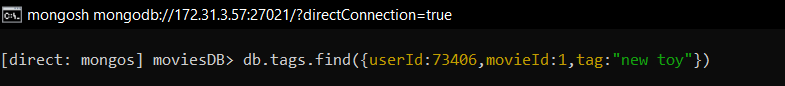 mongosh mongodb://172.31.3.57:27021/?directConnection=true
[direct: mongos] moviesDB> db.tags.find({userId:73406,movieId:1,tag:"new toy"})